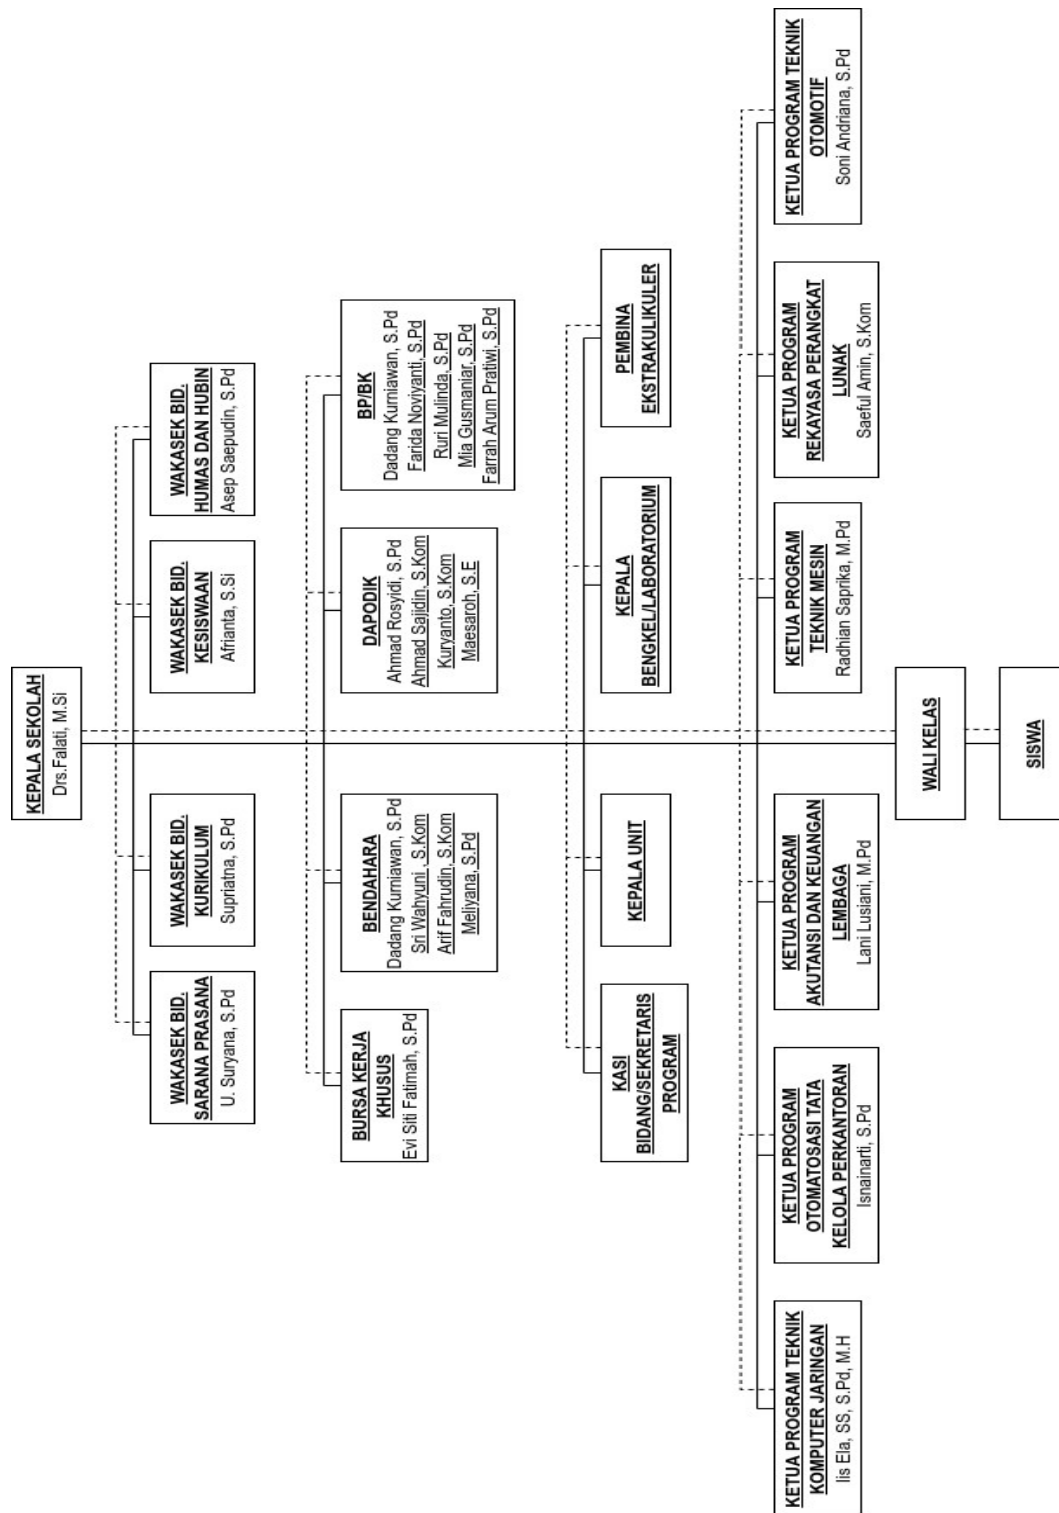 KEPALA SEKOLAH
Drs.Falati, M.Si
WAKASEK BID.
SARANA PRASANA
U. Suryana, S.Pd
WAKASEK BID.
KURIKULUM
Supriatna, S.Pd
WAKASEK BID.
KESISWAAN
Afrianta, S.Si
WAKASEK BID.
HUMAS DAN HUBIN
Asep Saepudin, S.Pd
BURSA KERJA
KHUSUS
Evi Siti Fatimah, S.Pd
BENDAHARA
Dadang Kurniawan, S.Pd
Sri Wahyuni , S.Kom
Arif Fahrudin, S.Kom
Meliyana, S.Pd
DAPODIK
Ahmad Rosyidi, S.Pd
Ahmad Sajidin, S.Kom
Kuryanto, S.Kom
Maesaroh, S.E
BP/BK
Dadang Kurniawan, S.Pd
Farida Noviyanti, S.Pd
Ruri Mulinda, S.Pd
Mia Gusmaniar, S.Pd
Farrah Arum Pratiwi, S.Pd
KASI
BIDANG/SEKRETARIS
PROGRAM
KEPALA UNIT
KEPALA
BENGKEL/LABORATORIUM
PEMBINA
EKSTRAKULIKULER
KETUA PROGRAM TEKNIK
KOMPUTER JARINGAN
Iis Ela, SS, S.Pd, M.H
KETUA PROGRAM
OTOMATOSASI TATA
KELOLA PERKANTORAN
Isnainarti, S.Pd
KETUA PROGRAM
AKUTANSI DAN KEUANGAN
LEMBAGA
Lani Lusiani, M.Pd
KETUA PROGRAM
TEKNIK MESIN
Radhian Saprika, M.Pd
KETUA PROGRAM
REKAYASA PERANGKAT
LUNAK
Saeful Amin, S.Kom
KETUA PROGRAM TEKNIK
OTOMOTIF
Soni Andriana, S.Pd
WALI KELAS
SISWA